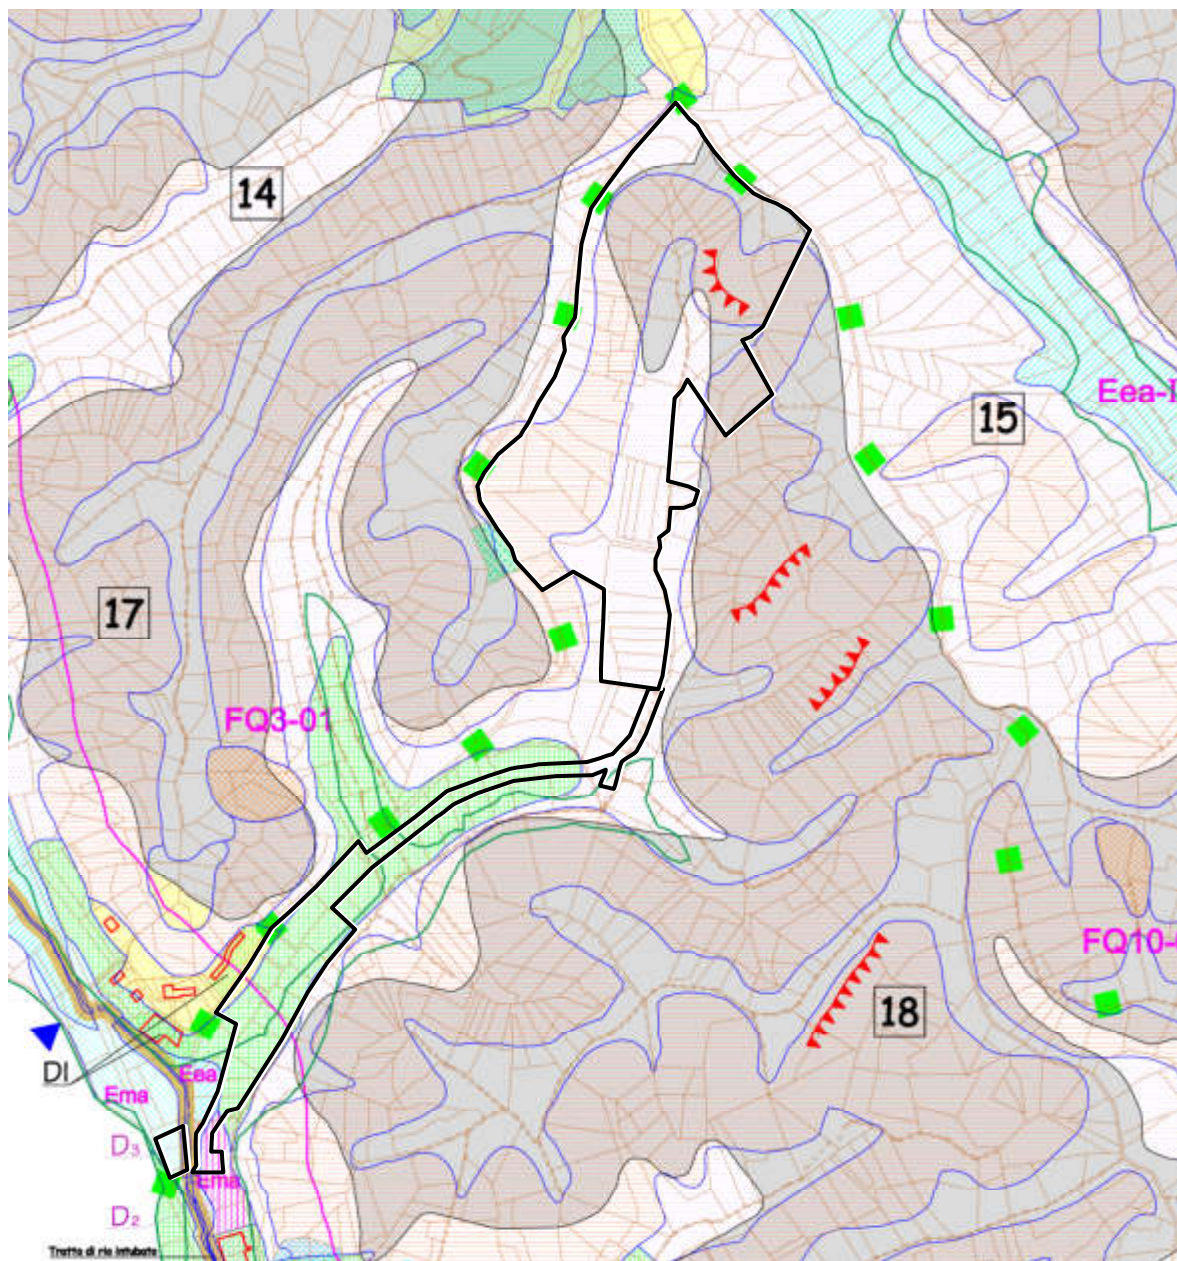 14
Eea-I
15
17
FQ3-01
FQ10-
18
DI
Eea
Ema
D3
Ema
D2
Tratto di rio intubato